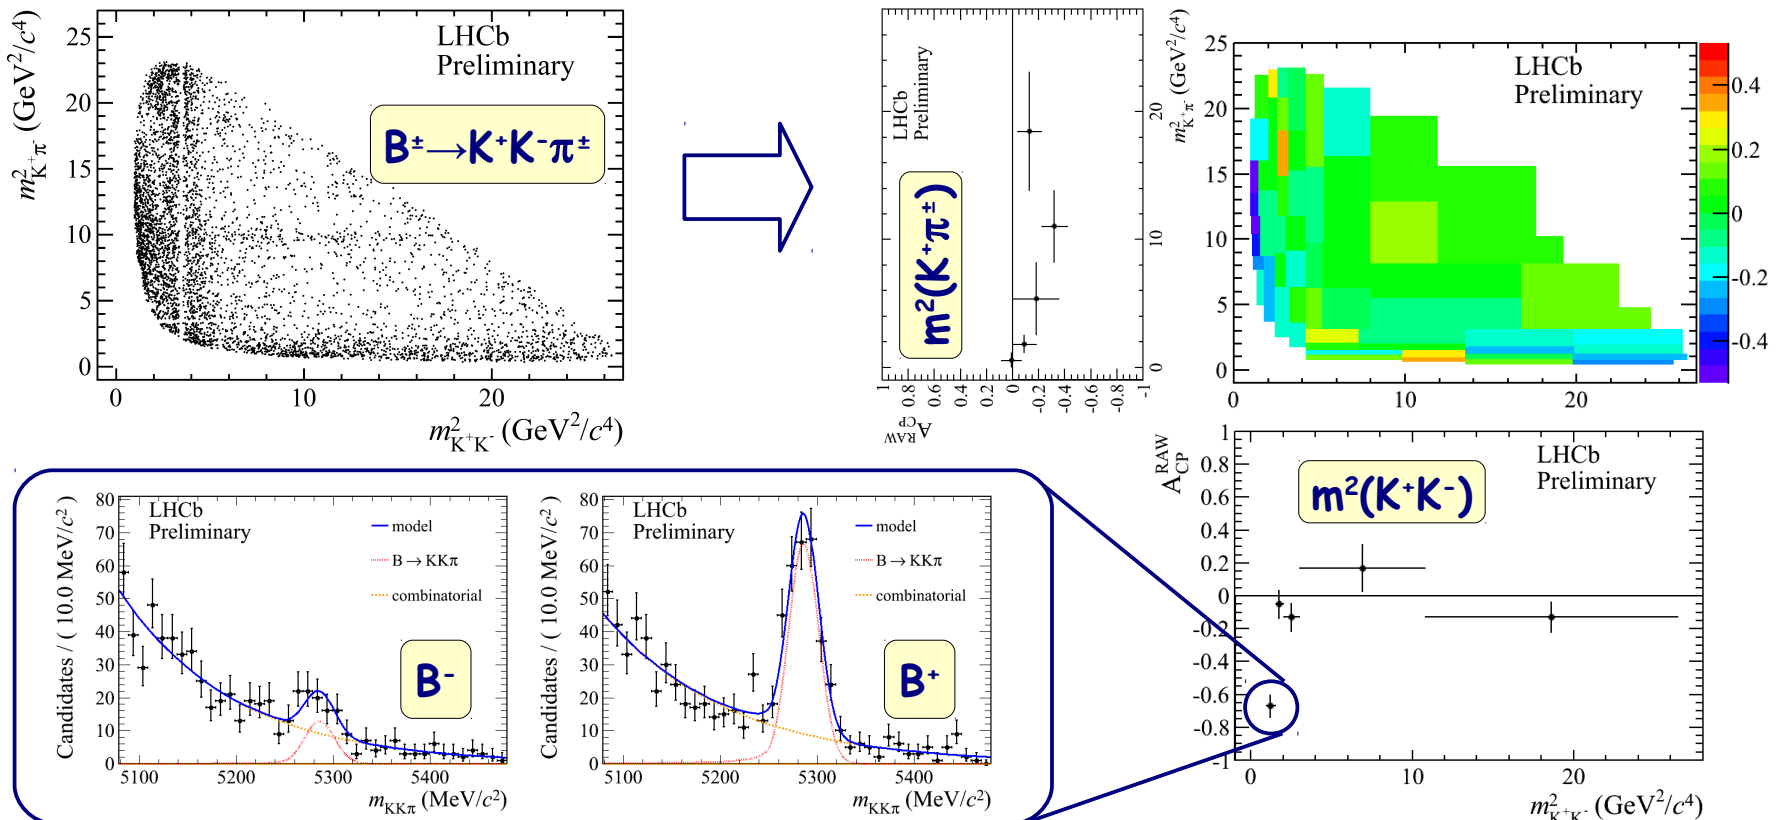 LHCb
Preliminary
B±→K⁺K⁻π±
m²K⁺π⁻ (GeV²/c⁴)
25
20
15
10
5
0
0
20
m²K⁺K⁻ (GeV²/c⁴)
LHCb
Preliminary
m²(K⁺π±)
m²K⁺π⁻ (GeV²/c⁴)
20
10
0
1
0.8
0.6
0.4
0.2
0
-0.2
-0.4
-0.6
-0.8
-1
A RAW CP
LHCb
Preliminary
25
20
15
10
5
0
0
10
20
0.4
0.2
0
-0.2
-0.4
LHCb
Preliminary
Candidates / ( 10.0 MeV/c²)
80
70
60
50
40
30
20
10
0
model
B → KKπ
combinatorial
B⁻
5100
5200
5300
5400
mKKπ (MeV/c²)
LHCb
Preliminary
Candidates / ( 10.0 MeV/c²)
80
70
60
50
40
30
20
10
0
model
B → KKπ
combinatorial
B⁺
5100
5200
5300
5400
mKKπ (MeV/c²)
A RAW CP
m²(K⁺K⁻)
LHCb
Preliminary
1
0.8
0.6
0.4
0.2
0
-0.2
-0.4
-0.6
-0.8
-1
0
10
20
m²K⁺K⁻ (GeV²/c⁴)